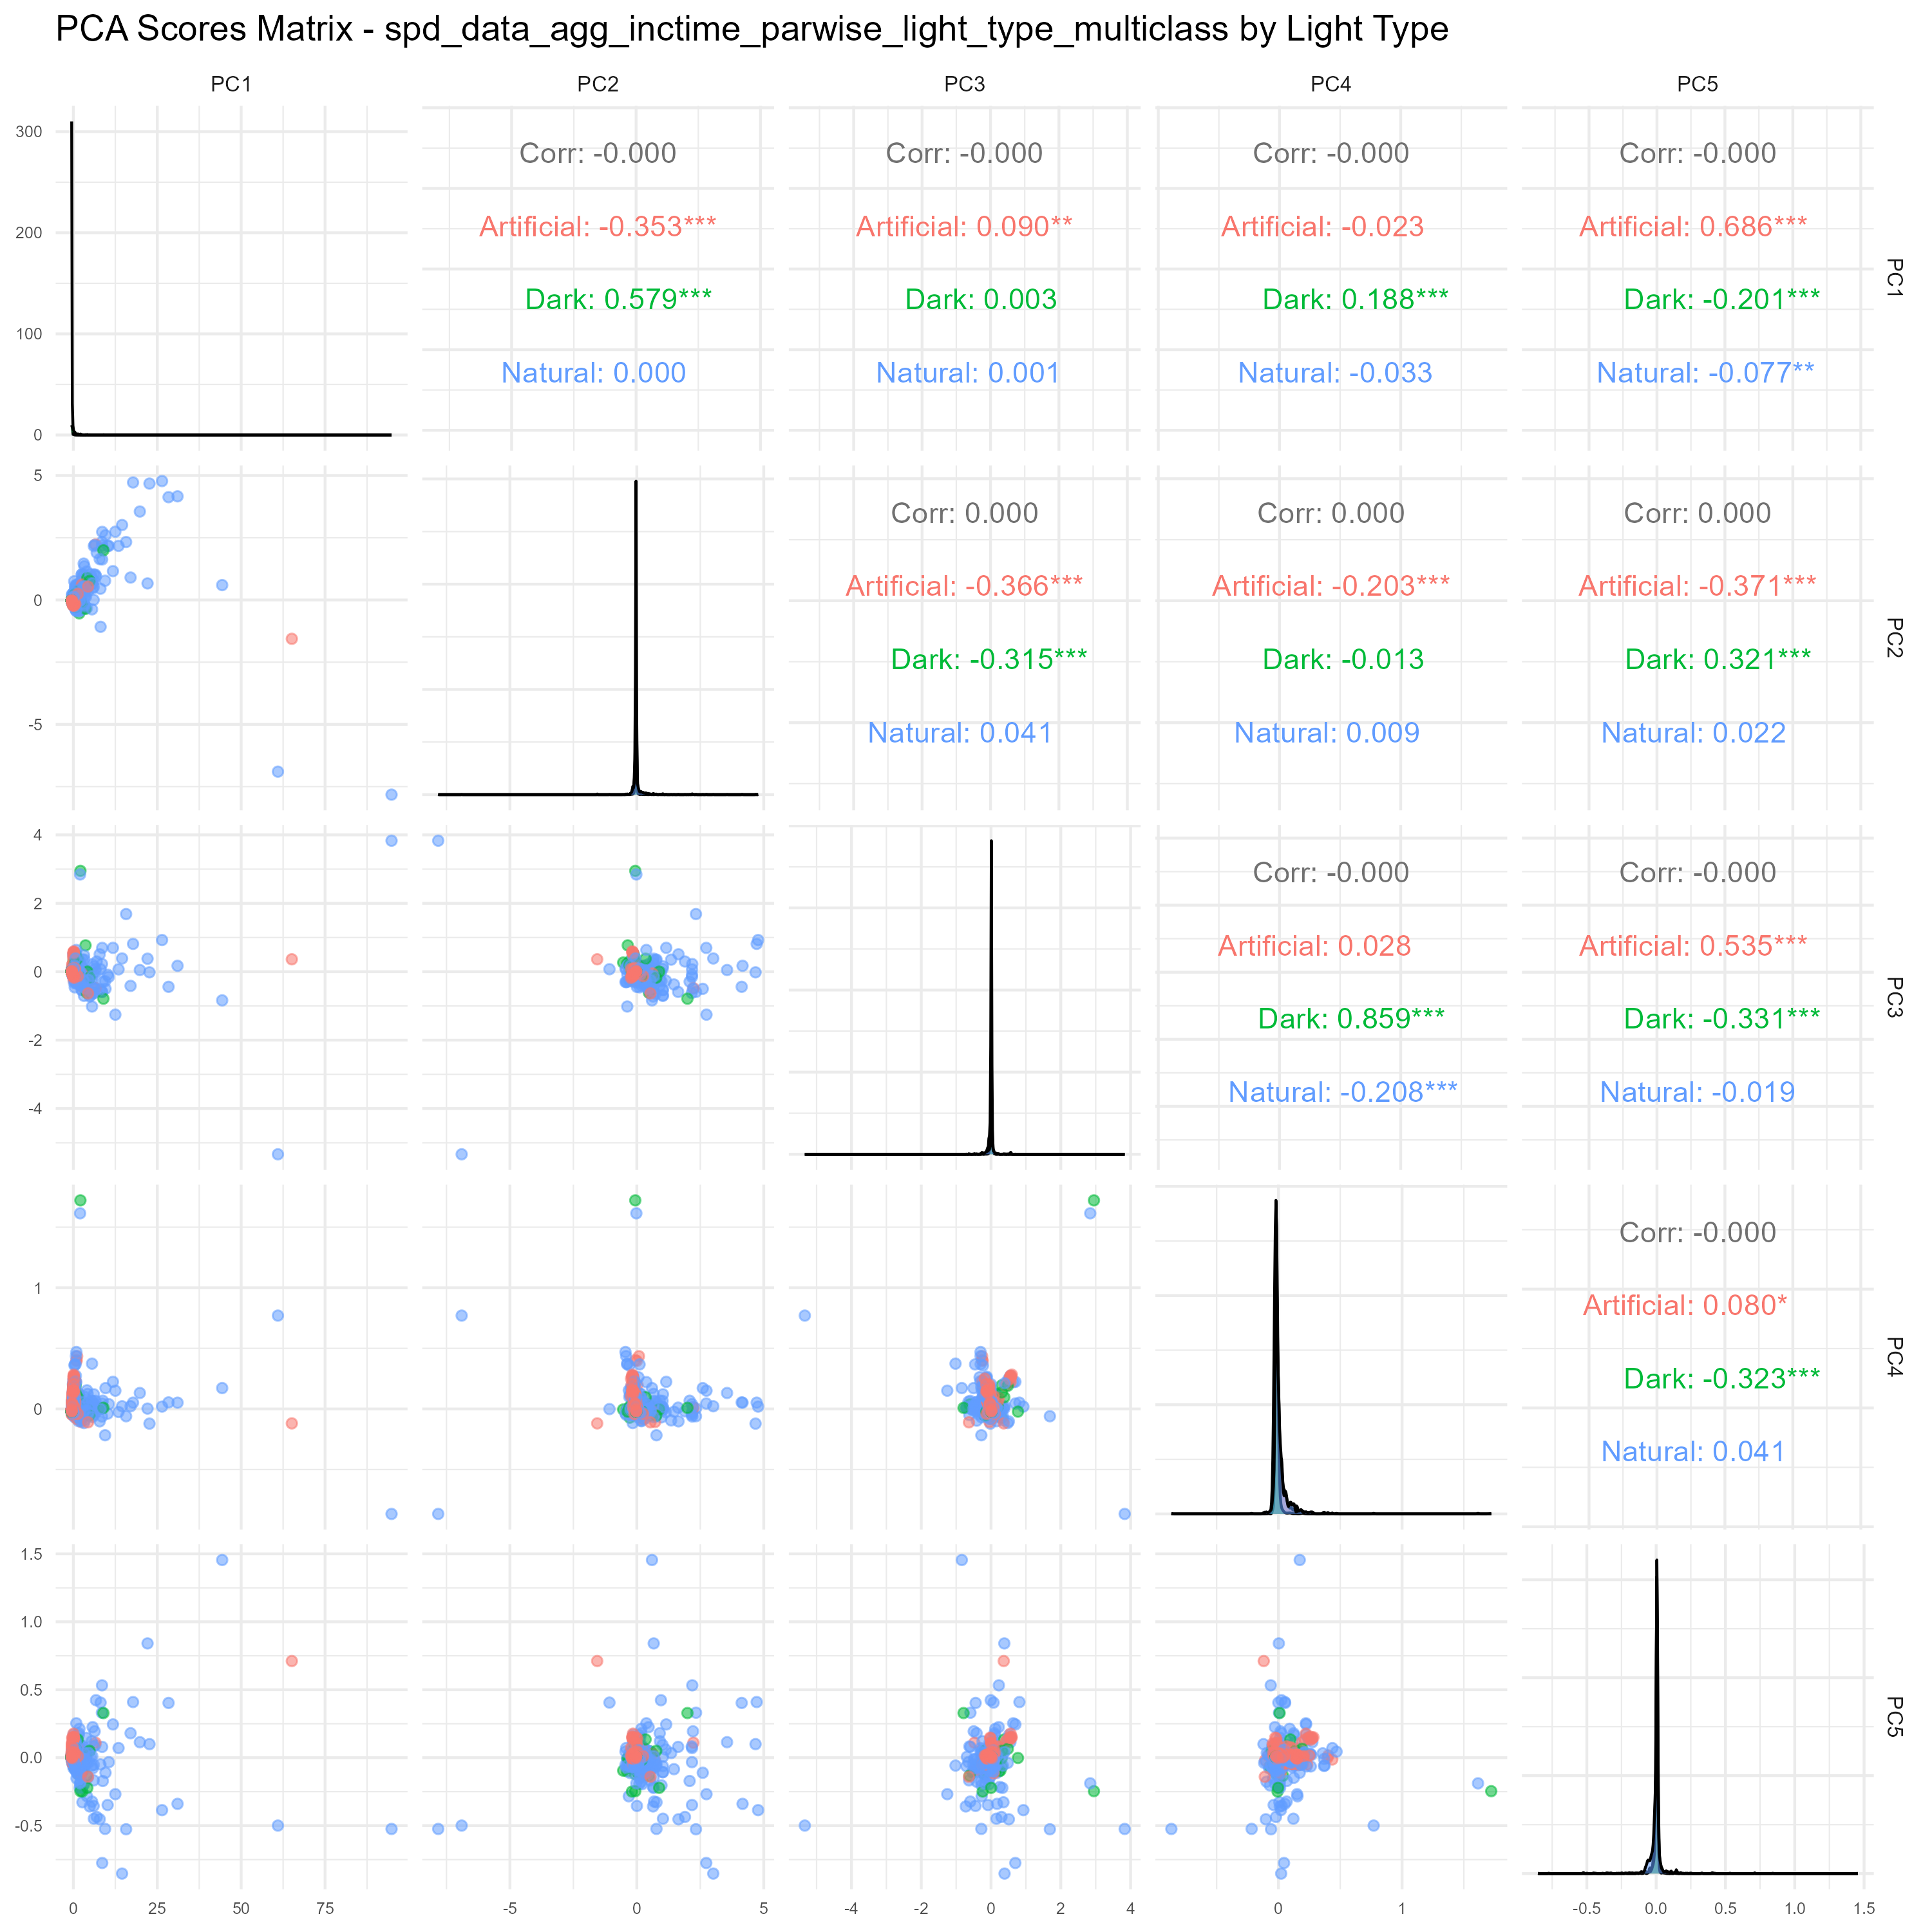 PCA Scores Matrix - spd_data_agg_inctime_parwise_light_type_multiclass by Light Type
PC1
PC2
PC3
PC4
PC5
300
200
100
0
Corr: -0.000
Artificial: -0.353***
Dark: 0.579***
Natural: 0.000
Corr: -0.000
Artificial: 0.090**
Dark: 0.003
Natural: 0.001
Corr: -0.000
Artificial: -0.023
Dark: 0.188***
Natural: -0.033
Corr: -0.000
Artificial: 0.686***
Dark: -0.201***
Natural: -0.077**
PC1
5
0
-5
Corr: 0.000
Artificial: -0.366***
Dark: -0.315***
Natural: 0.041
Corr: 0.000
Artificial: -0.203***
Dark: -0.013
Natural: 0.009
Corr: 0.000
Artificial: -0.371***
Dark: 0.321***
Natural: 0.022
PC2
4
2
0
-2
-4
Corr: -0.000
Artificial: 0.028
Dark: 0.859***
Natural: -0.208***
Corr: -0.000
Artificial: 0.535***
Dark: -0.331***
Natural: -0.019
PC3
1
0
Corr: -0.000
Artificial: 0.080*
Dark: -0.323***
Natural: 0.041
PC4
1.5
1.0
0.5
0.0
-0.5
PC5
0
25
50
75
-5
0
5
-4
-2
0
2
4
0
1
-0.5
0.0
0.5
1.0
1.5